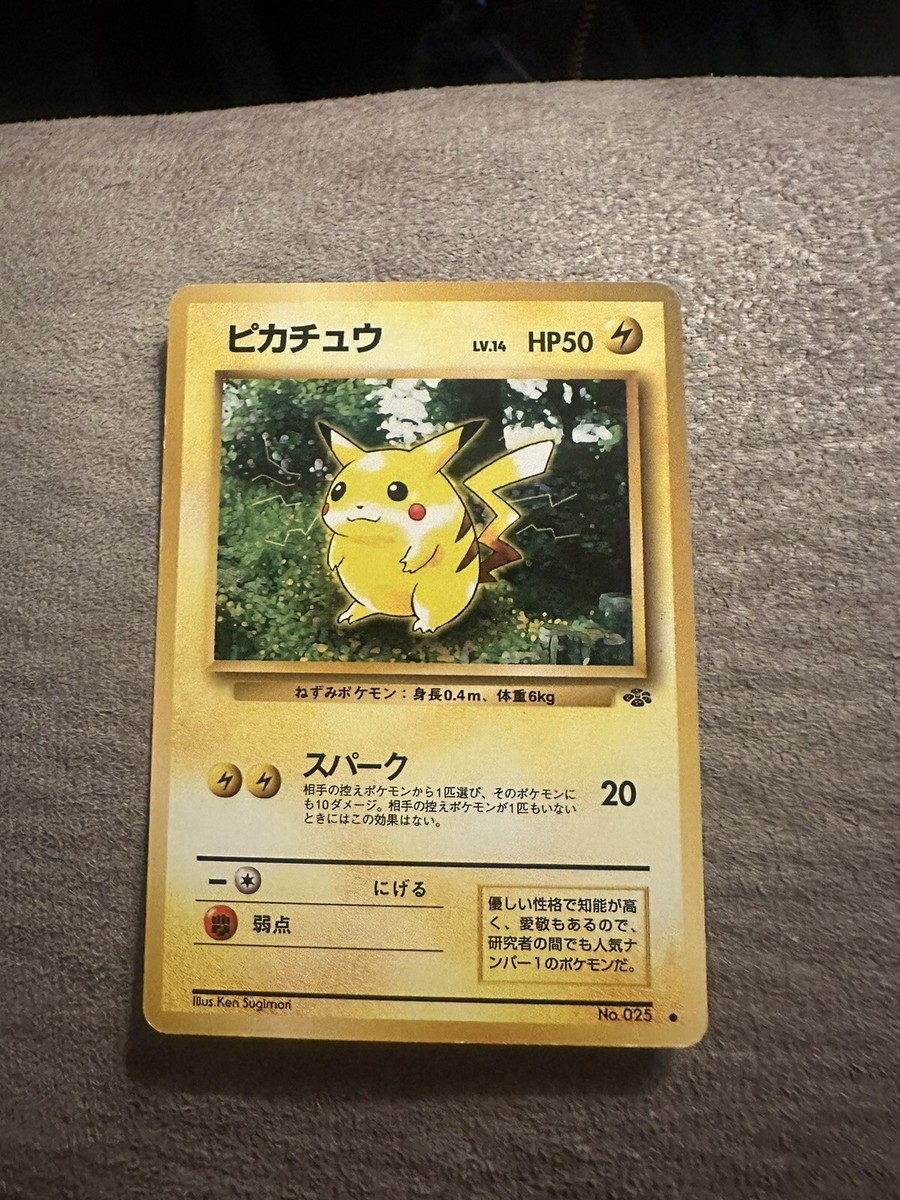 ピカチュウ LV.14 HP50
ねずみポケモン：身長0.4m、体重6kg
スパーク 20
相手の控えポケモンから1匹選び、そのポケモンに
も10ダメージ。相手の控えポケモンが1匹もいない
ときにはこの効果はない。
にげる
弱点
優しい性格で知能が高
く、愛敬もあるので、
研究者の間でも人気ナ
ンバー1のポケモンだ。
Illus.Ken Sugimori
No.025